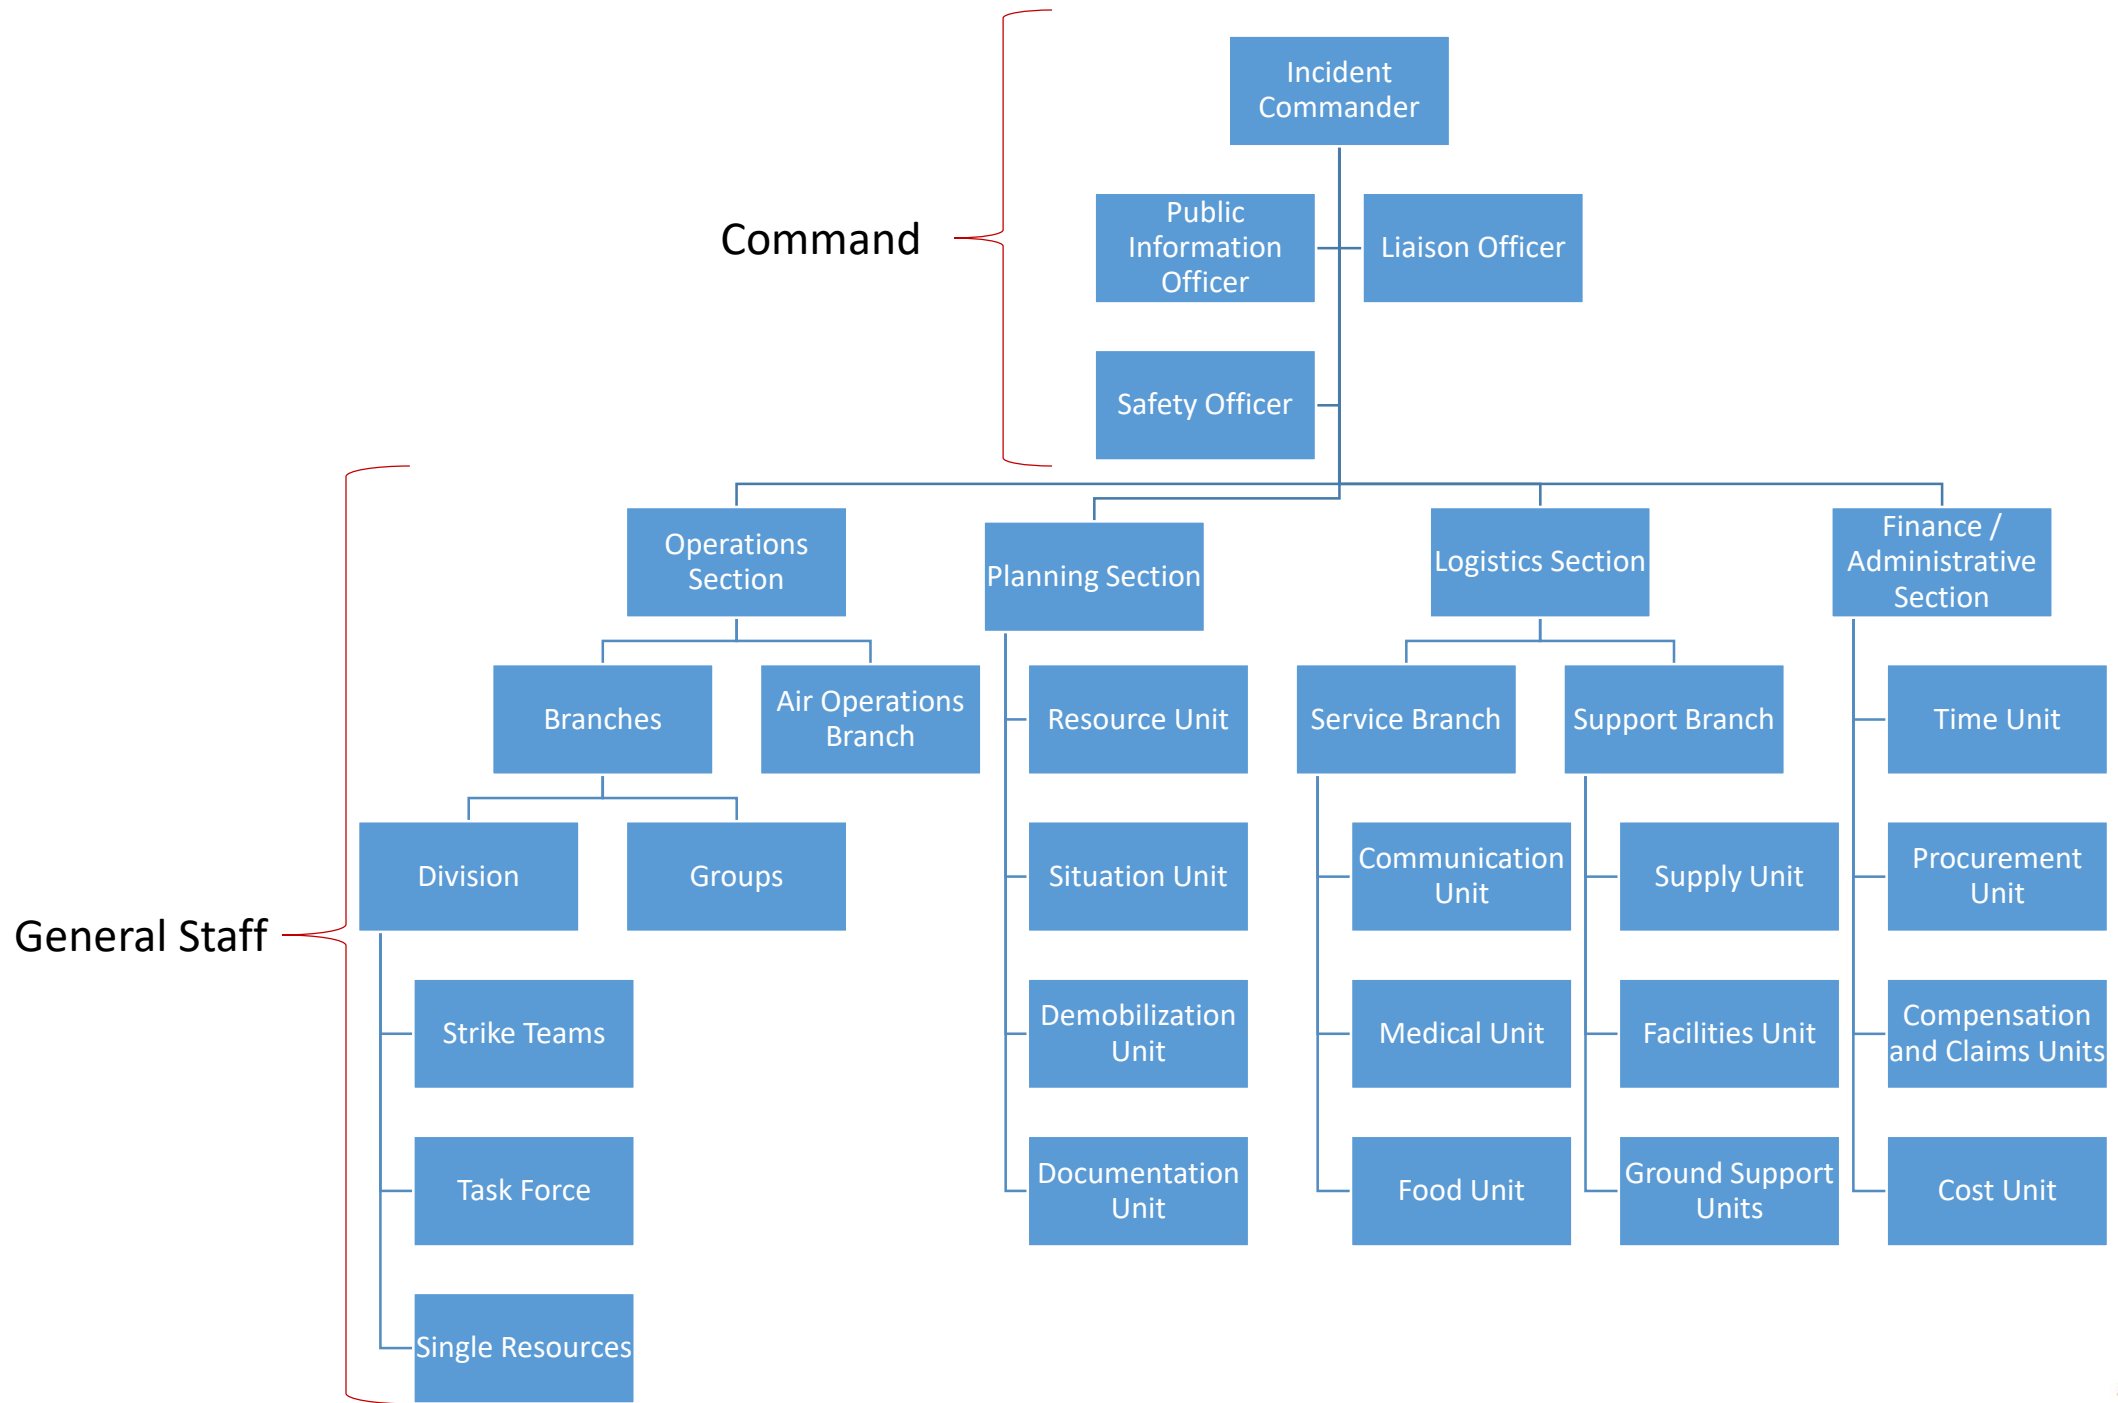 Incident
Commander
Public
Information
Officer
Liaison Officer
Command
Safety Officer
Operations
Section
Planning Section
Logistics Section
Finance /
Administrative
Section
Branches
Air Operations
Branch
Resource Unit
Service Branch
Support Branch
Time Unit
Division
Groups
Situation Unit
Communication
Unit
Supply Unit
Procurement
Unit
General Staff
Strike Teams
Demobilization
Unit
Medical Unit
Facilities Unit
Compensation
and Claims Units
Task Force
Documentation
Unit
Food Unit
Ground Support
Units
Cost Unit
Single Resources